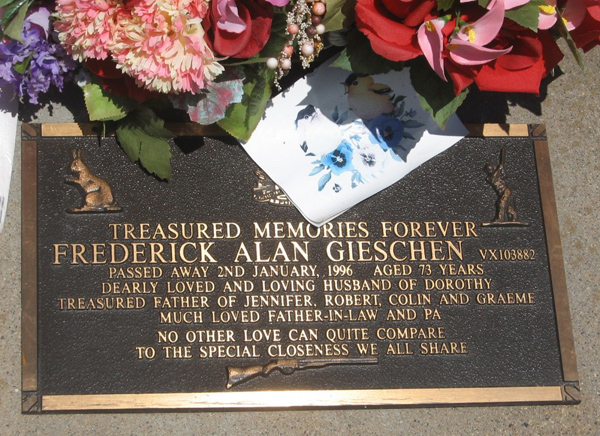 TREASURED MEMORIES FOREVER
FREDERICK ALAN GIESCHEN VX103882
PASSED AWAY 2ND JANUARY, 1996 AGED 73 YEARS
DEARLY LOVED AND LOVING HUSBAND OF DOROTHY
TREASURED FATHER OF JENNIFER, ROBERT, COLIN AND GRAEME
MUCH LOVED FATHER-IN-LAW AND PA
NO OTHER LOVE CAN QUITE COMPARE
TO THE SPECIAL CLOSENESS WE ALL SHARE